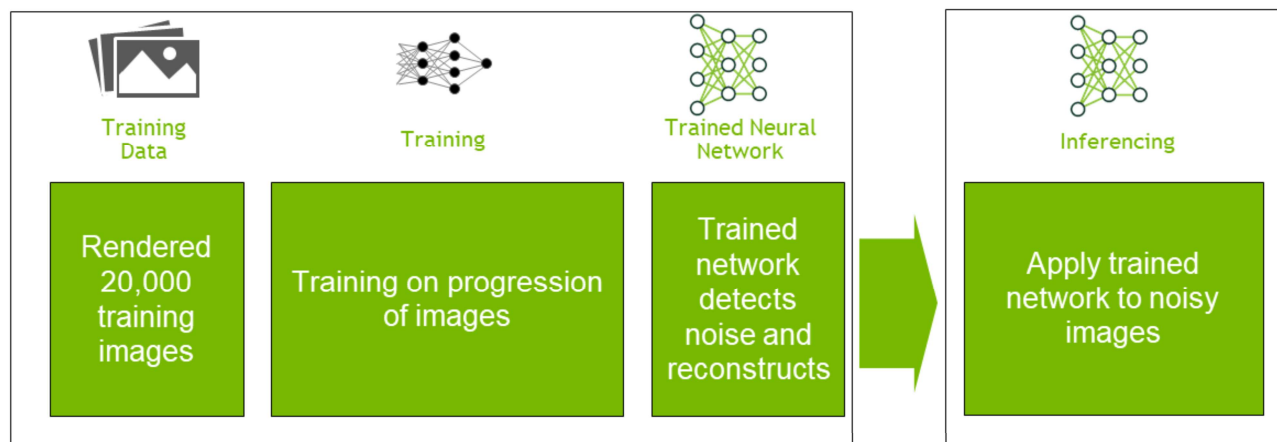 Training
Data
Training
Trained Neural
Network
Inferencing
Rendered
20,000
training
images
Training on progression
of images
Trained
network
detects
noise and
reconstructs
Apply trained
network to noisy
images